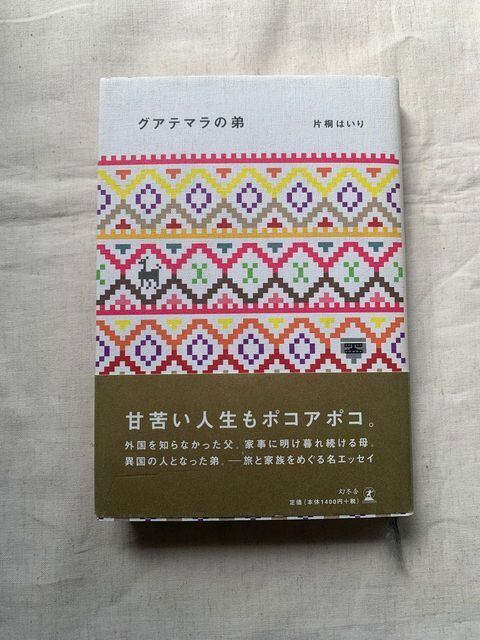 グアテマラの弟
片桐はいり
甘苦い人生もポコアポコ。
外国を知らなかった父。家事に明け暮れ続ける母。
異国の人となった弟。―旅と家族をめぐる名エッセイ
幻冬舎
定価(本体1400円+税)